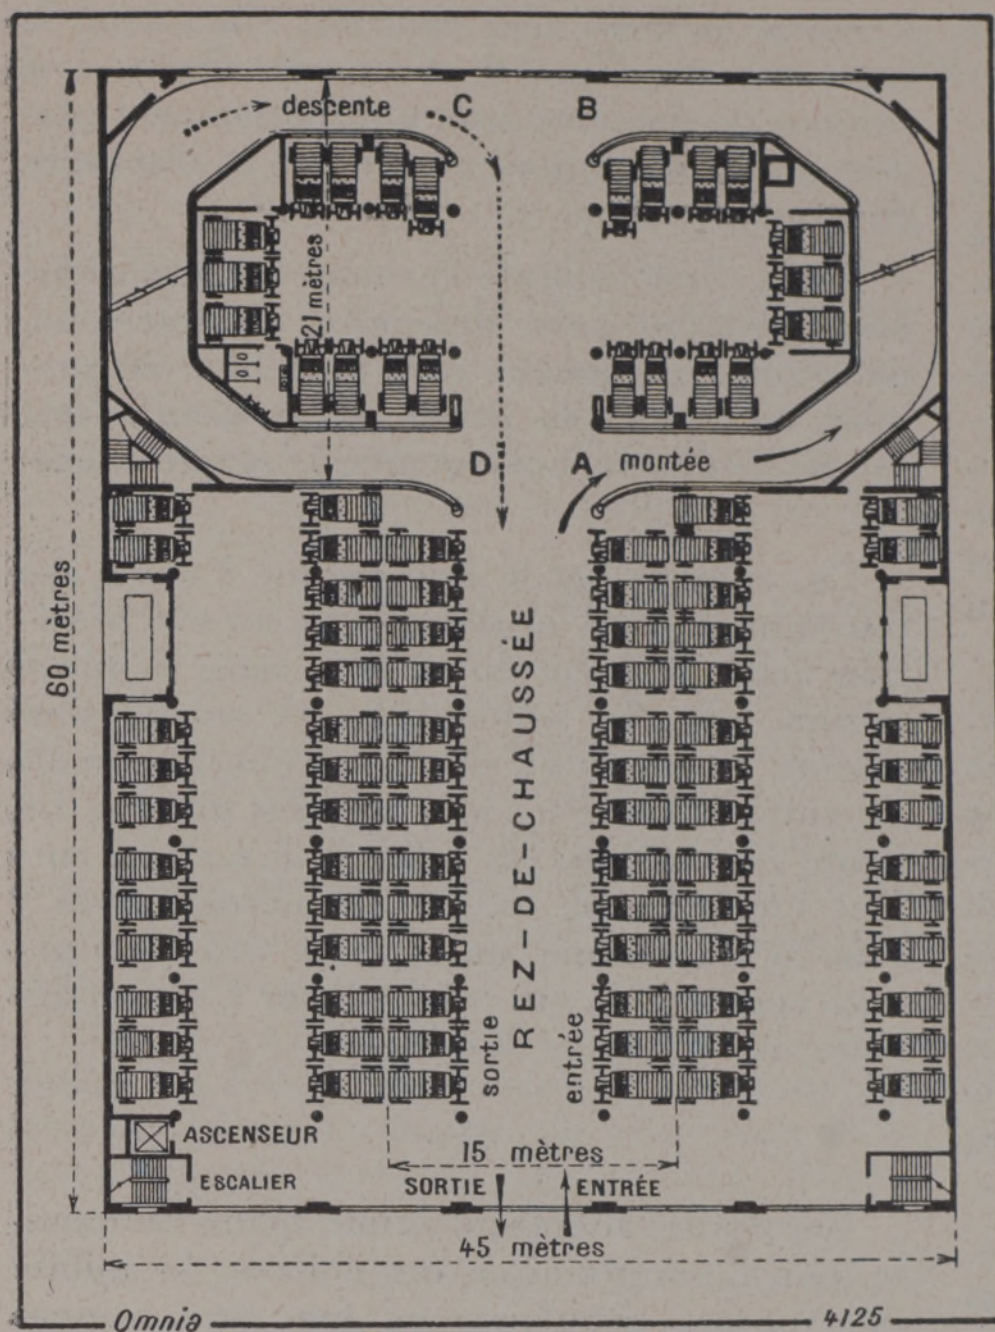 descente
C
B
21 mètres
D
A
montée
60 mètres
REZ-DE-CHAUSSÉE
sortie
entrée
ASCENSEUR
15 mètres
ESCALIER
SORTIE
ENTRÉE
45 mètres
Omnia
4125